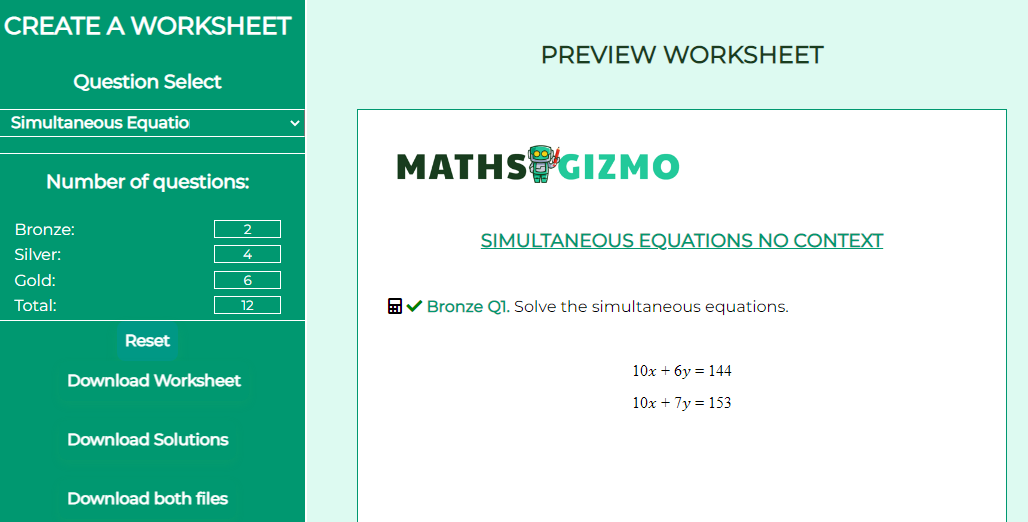 CREATE A WORKSHEET
Question Select
Simultaneous Equatio
Number of questions:
Bronze: 2
Silver: 4
Gold: 6
Total: 12
Reset
Download Worksheet
Download Solutions
Download both files
PREVIEW WORKSHEET
MATHS GIZMO
SIMULTANEOUS EQUATIONS NO CONTEXT
Bronze Q1. Solve the simultaneous equations.
10x + 6y = 144
10x + 7y = 153